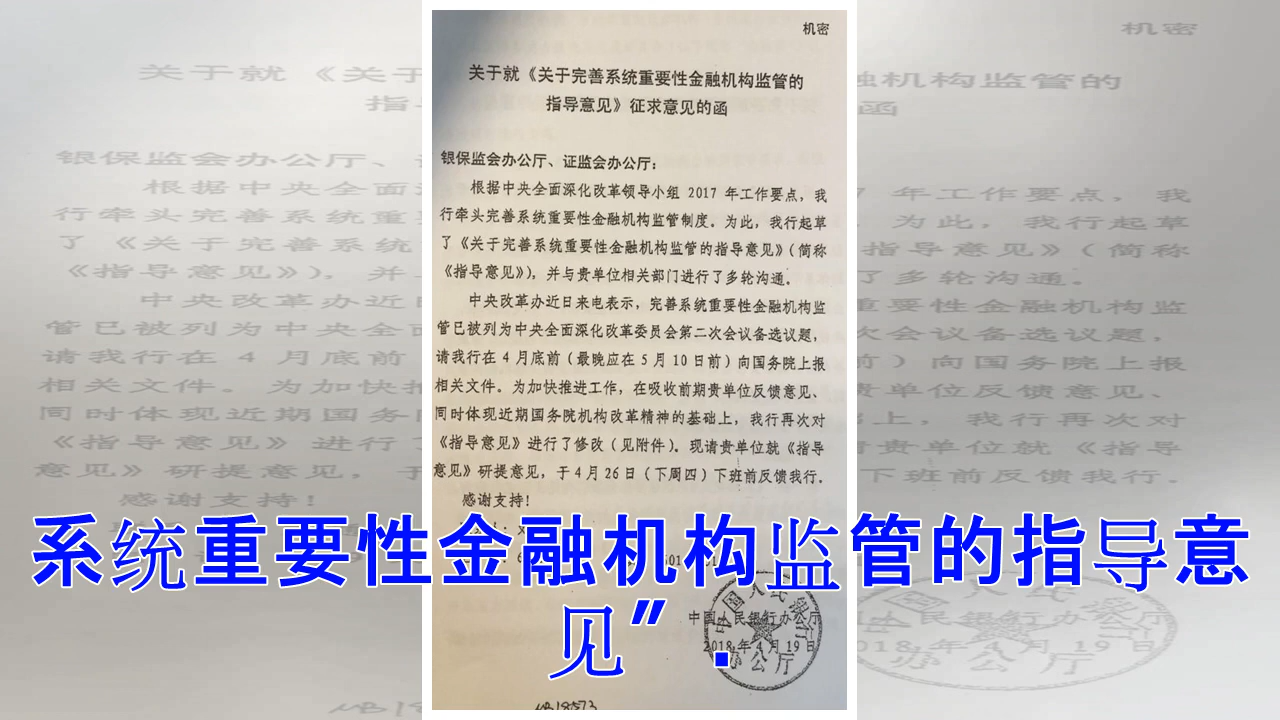 机密
关于就《关于完善系统重要性金融机构监管的
指导意见》征求意见的函
银保监会办公厅、证监会办公厅：
根据中央全面深化改革领导小组 2017 年工作要点，我
行牵头完善系统重要性金融机构监管制度。为此，我行起草
了《关于完善系统重要性金融机构监管的指导意见》（简称
《指导意见》），并与贵单位相关部门进行了多轮沟通。
中央改革办近日来电表示，完善系统重要性金融机构监
管已被列为中央全面深化改革委员会第二次会议备选议题，
请我行在 4 月底前（最晚应在 5 月 10 日前）向国务院上报
相关文件。为加快推进工作，在吸收前期贵单位反馈意见、
同时体现近期国务院机构改革精神的基础上，我行再次对
《指导意见》进行了修改（见附件）。现请贵单位就《指导
意见》研提意见，于 4 月 26 日（下周四）下班前反馈我行。
感谢支持！
系统重要性金融机构监管的指导意
见”．
中国人民银行办公厅
2018 年 4 月 19 日
中国人民银行
办公厅
MB18573